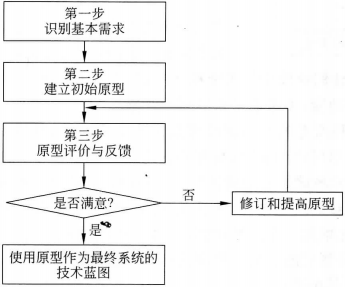 第一步
识别基本需求
第二步
建立初始原型
第三步
原型评价与反馈
是否满意?
否
修订和提高原型
是
使用原型作为最终系统的
技术蓝图